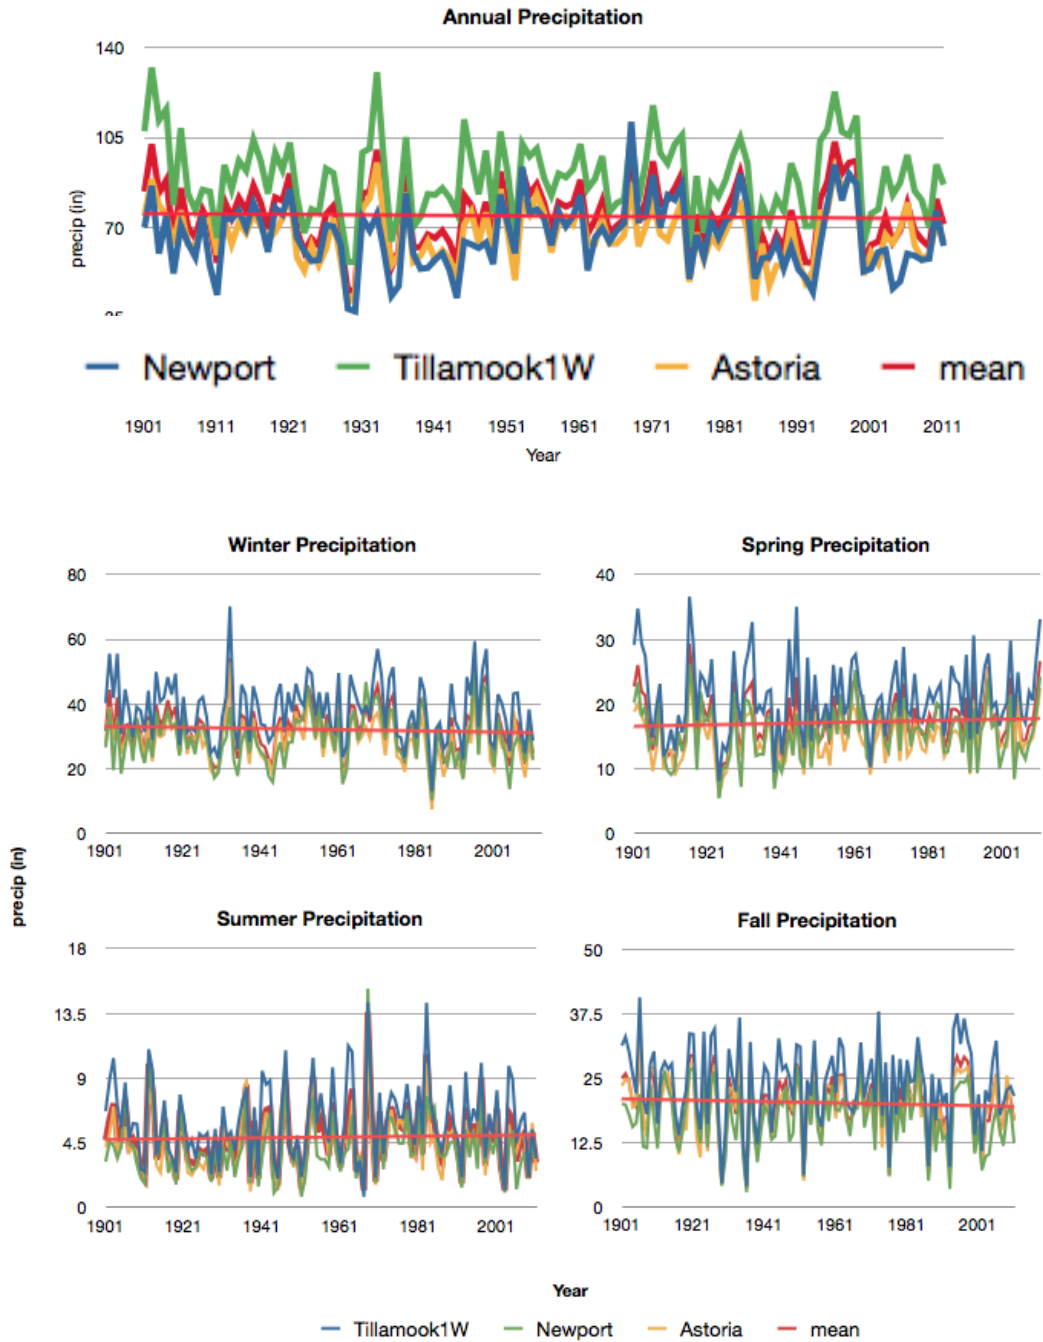 Annual Precipitation
140
105
70
precip (in)
Newport Tillamook1W Astoria mean
1901 1911 1921 1931 1941 1951 1961 1971 1981 1991 2001 2011
Year
Winter Precipitation
80
60
40
20
0
1901 1921 1941 1961 1981 2001
Spring Precipitation
40
30
20
10
0
1901 1921 1941 1961 1981 2001
precip (in)
Summer Precipitation
18
13.5
9
4.5
0
1901 1921 1941 1961 1981 2001
Fall Precipitation
50
37.5
25
12.5
0
1901 1921 1941 1961 1981 2001
Year
Tillamook1W Newport Astoria mean